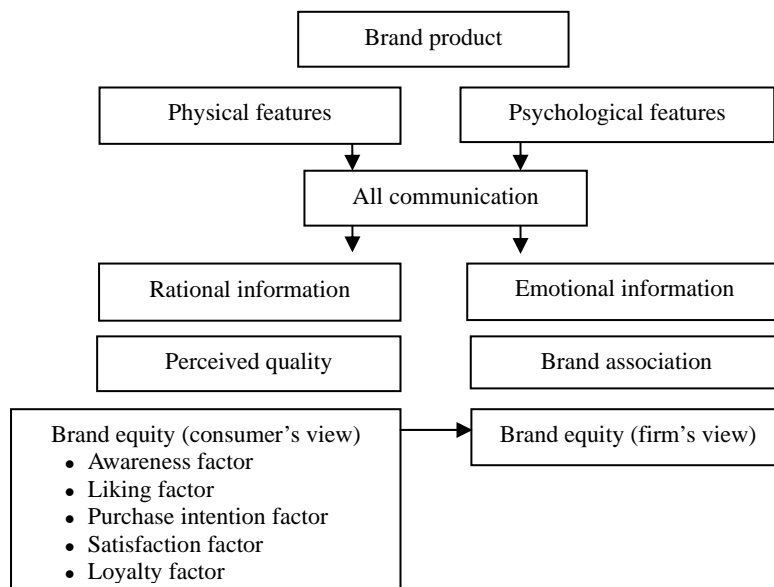 Brand product
Physical features
Psychological features
All communication
Rational information
Emotional information
Perceived quality
Brand association
Brand equity (consumer’s view)
• Awareness factor
• Liking factor
• Purchase intention factor
• Satisfaction factor
• Loyalty factor
Brand equity (firm’s view)